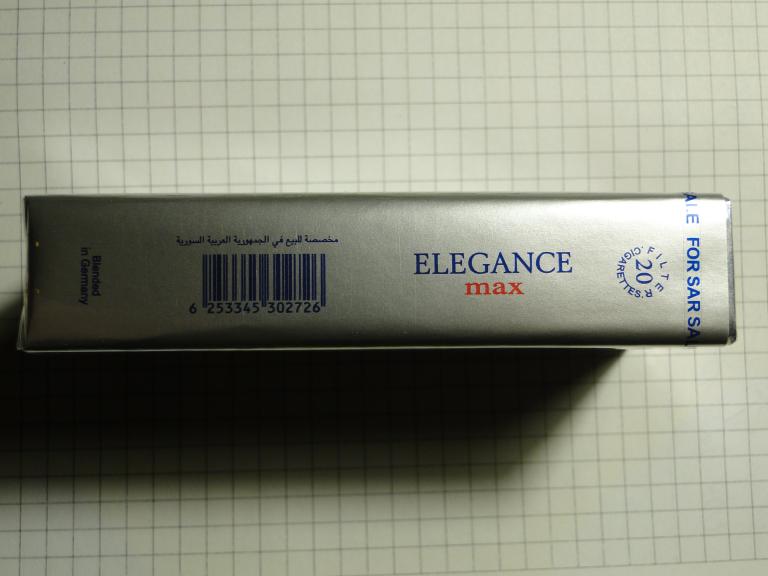 Blended
in Germany
مخصصة للبيع في الجمهورية العربية السورية
6 253345 302726
ELEGANCE
max
FILTER
20
CIGARETTES.
ALE FOR SAR SA